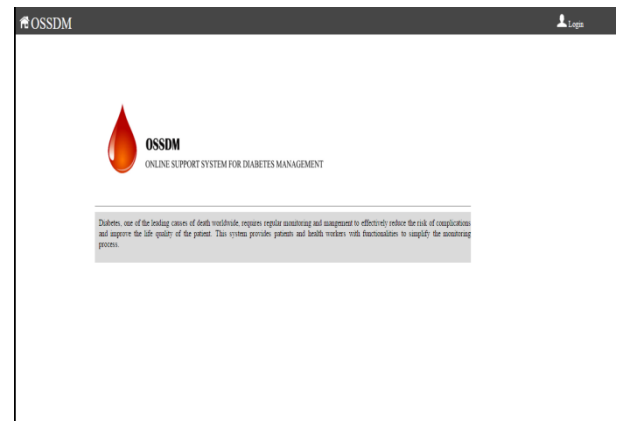 OSSDM
Login
OSSDM
ONLINE SUPPORT SYSTEM FOR DIABETES MANAGEMENT
Diabetes, one of the leading causes of death worldwide, requires regular monitoring and mangement to effectively reduce the risk of complications
and improve the life quality of the patient. This system provides patients and health workers with functionalities to simplify the monitoring
process.